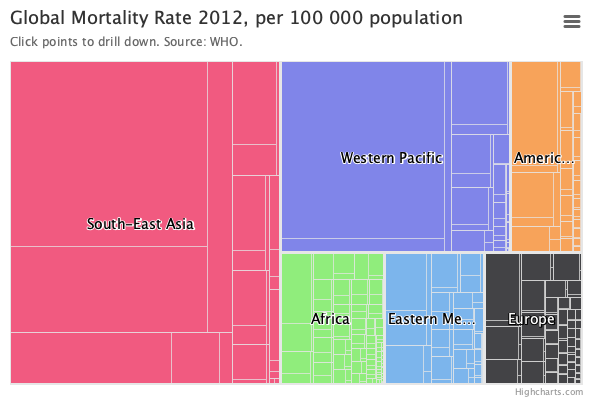 Global Mortality Rate 2012, per 100 000 population
Click points to drill down. Source: WHO.
Western Pacific
Americ...
South-East Asia
Africa
Eastern Me...
Europe
Highcharts.com